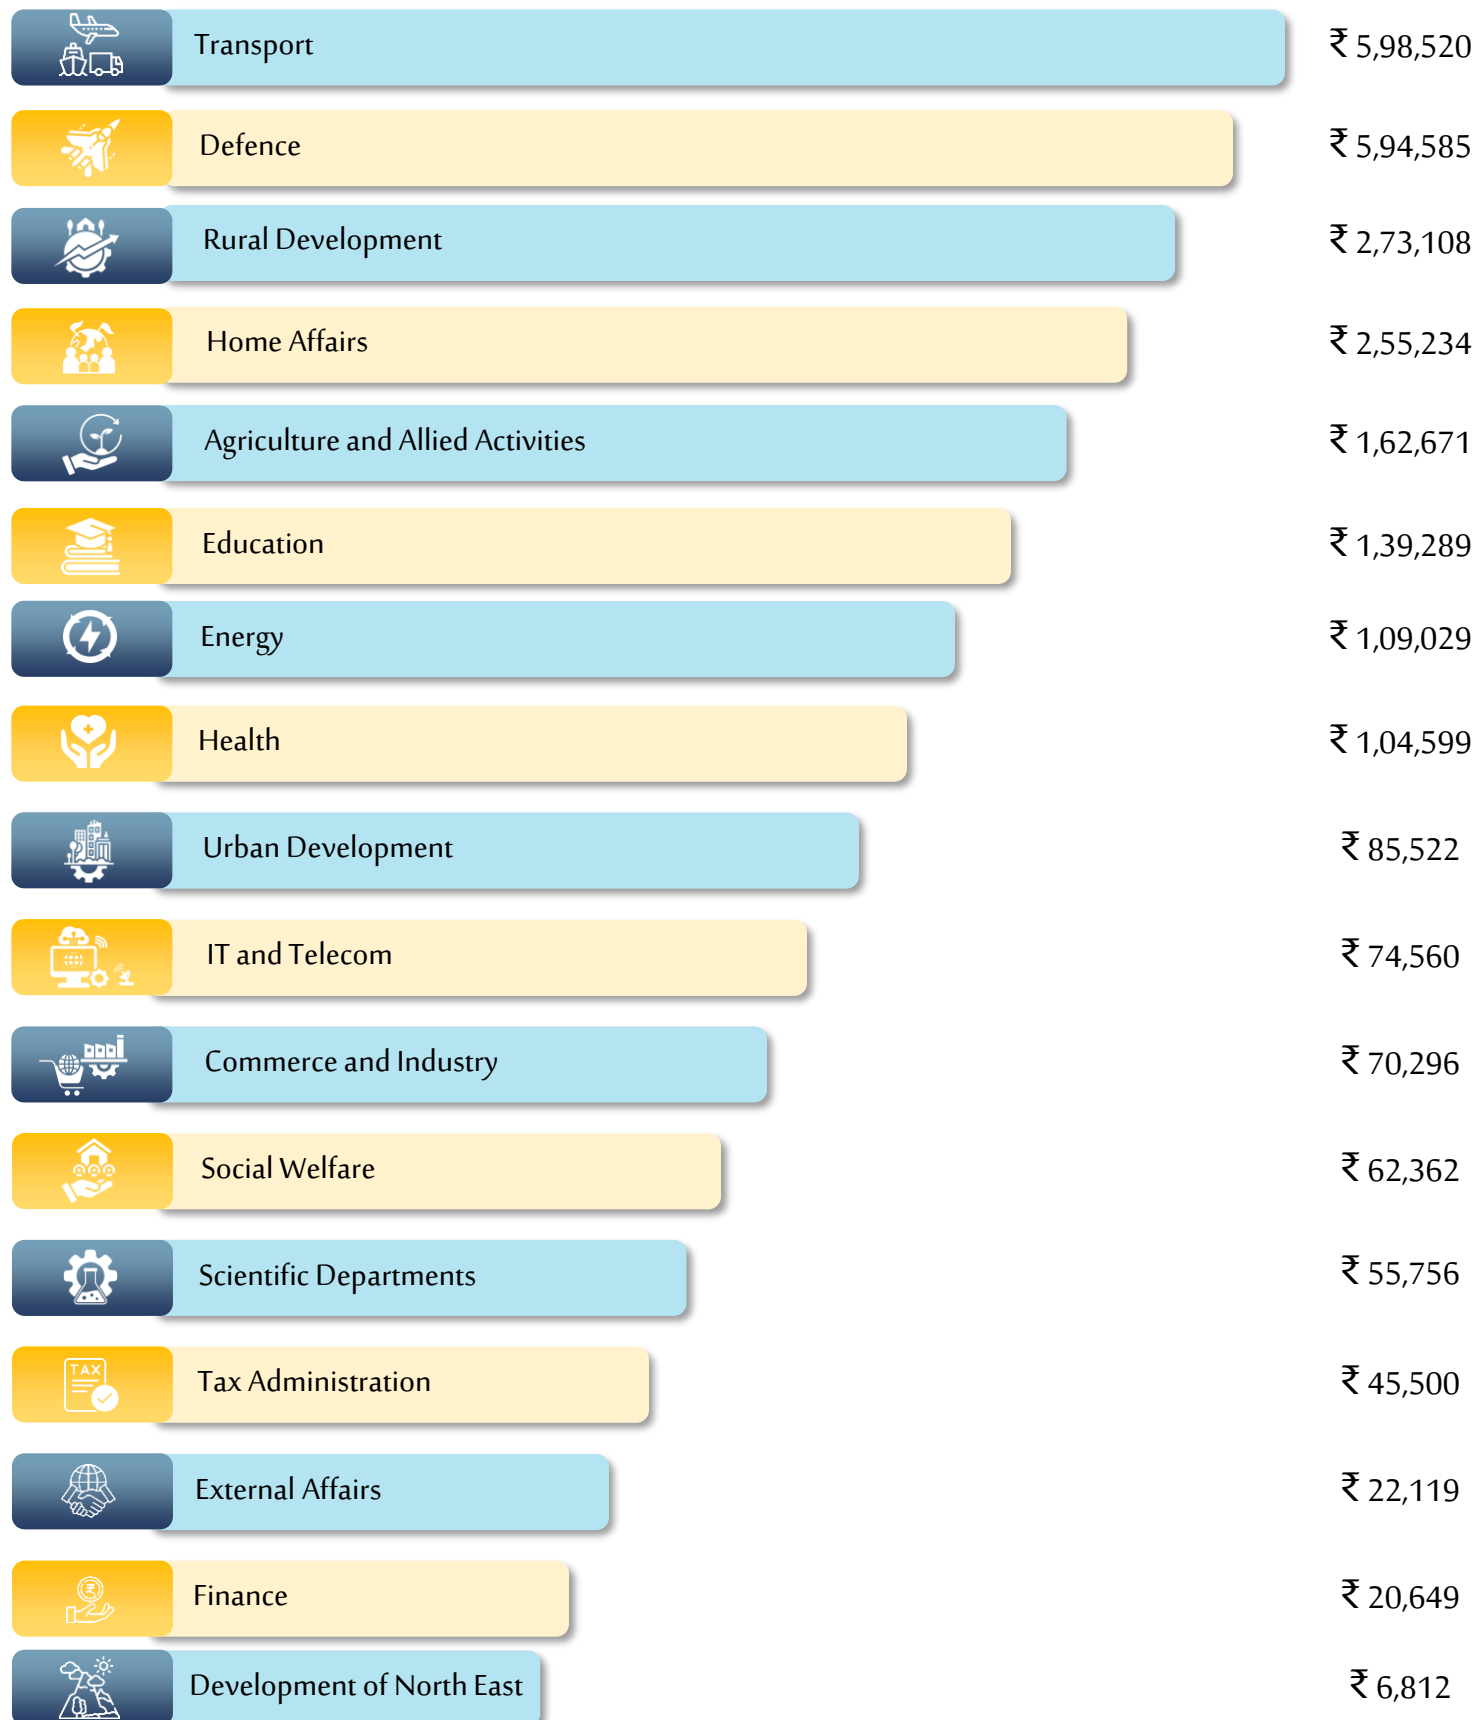 Transport ₹ 5,98,520
Defence ₹ 5,94,585
Rural Development ₹ 2,73,108
Home Affairs ₹ 2,55,234
Agriculture and Allied Activities ₹ 1,62,671
Education ₹ 1,39,289
Energy ₹ 1,09,029
Health ₹ 1,04,599
Urban Development ₹ 85,522
IT and Telecom ₹ 74,560
Commerce and Industry ₹ 70,296
Social Welfare ₹ 62,362
Scientific Departments ₹ 55,756
TAX
Tax Administration ₹ 45,500
External Affairs ₹ 22,119
₹
Finance ₹ 20,649
Development of North East ₹ 6,812